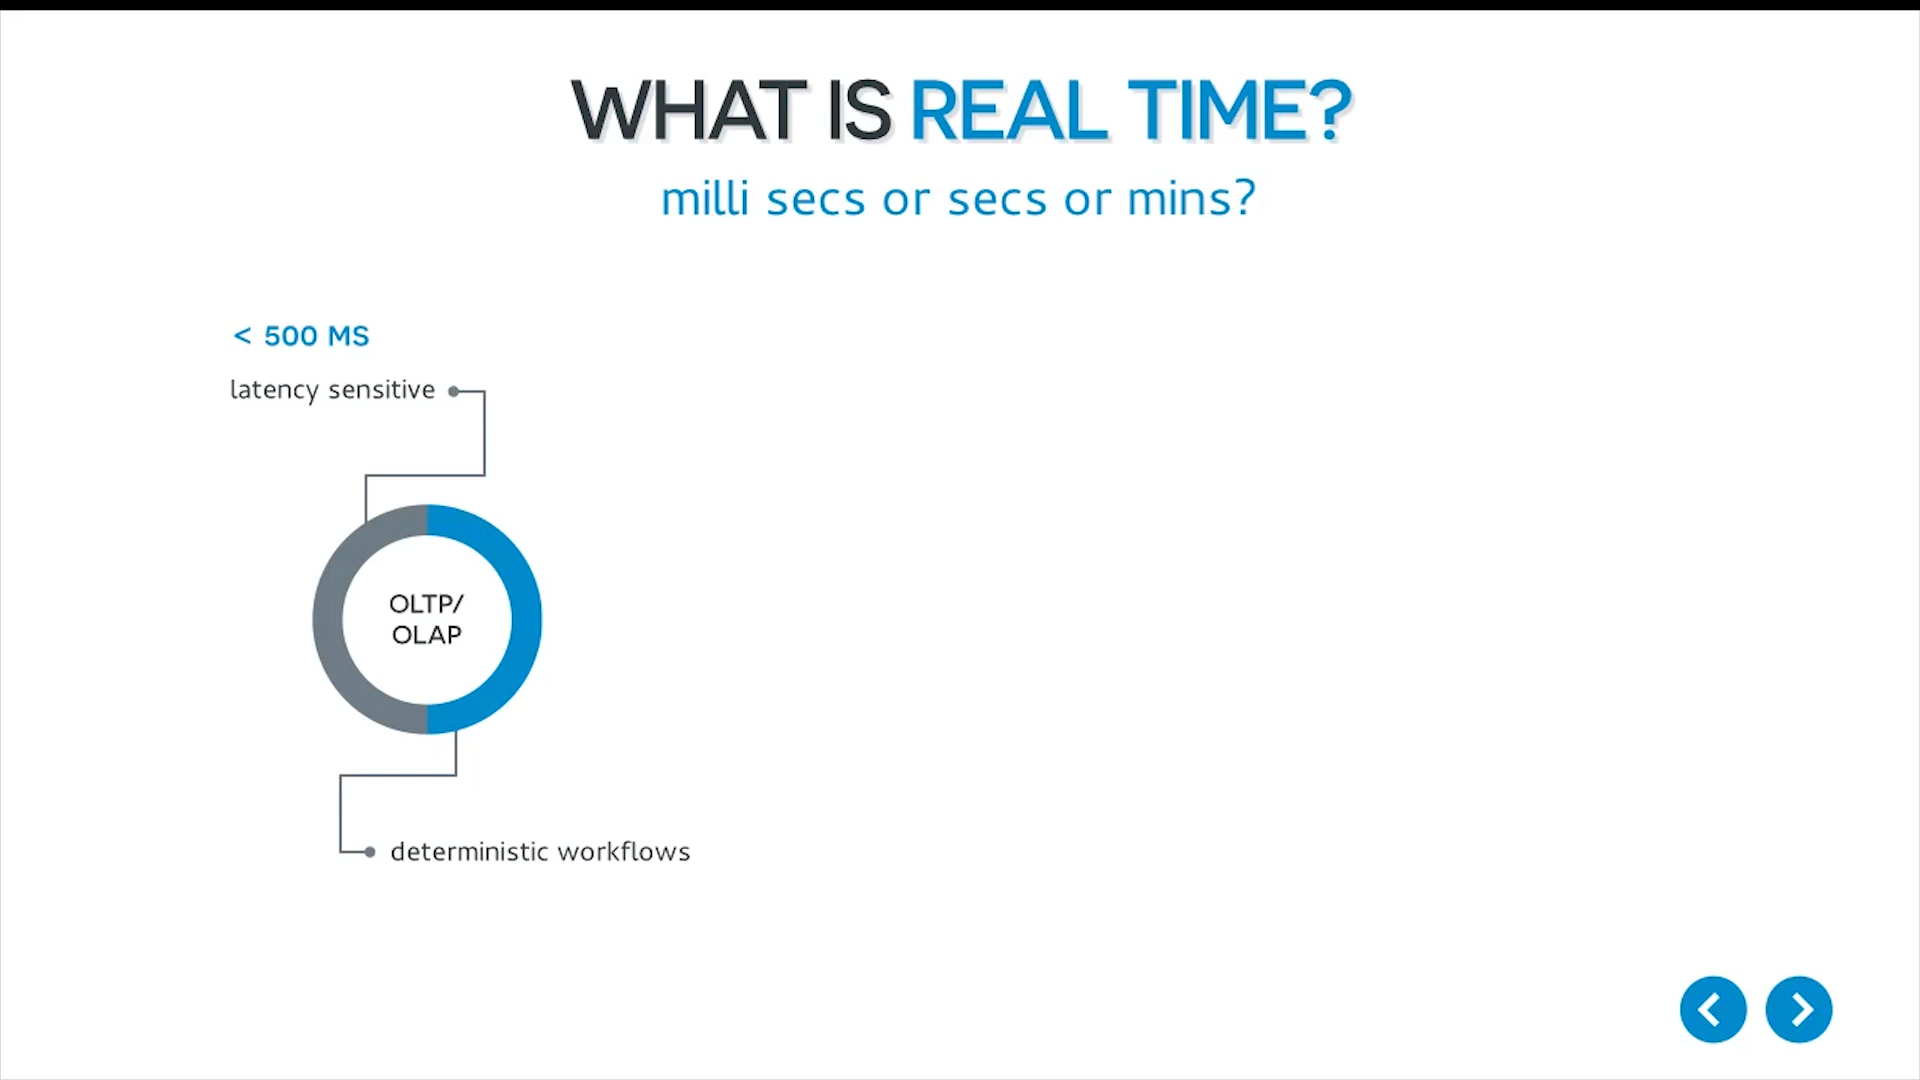 WHAT IS REAL TIME?
milli secs or secs or mins?
< 500 MS
latency sensitive
OLTP/
OLAP
deterministic workflows